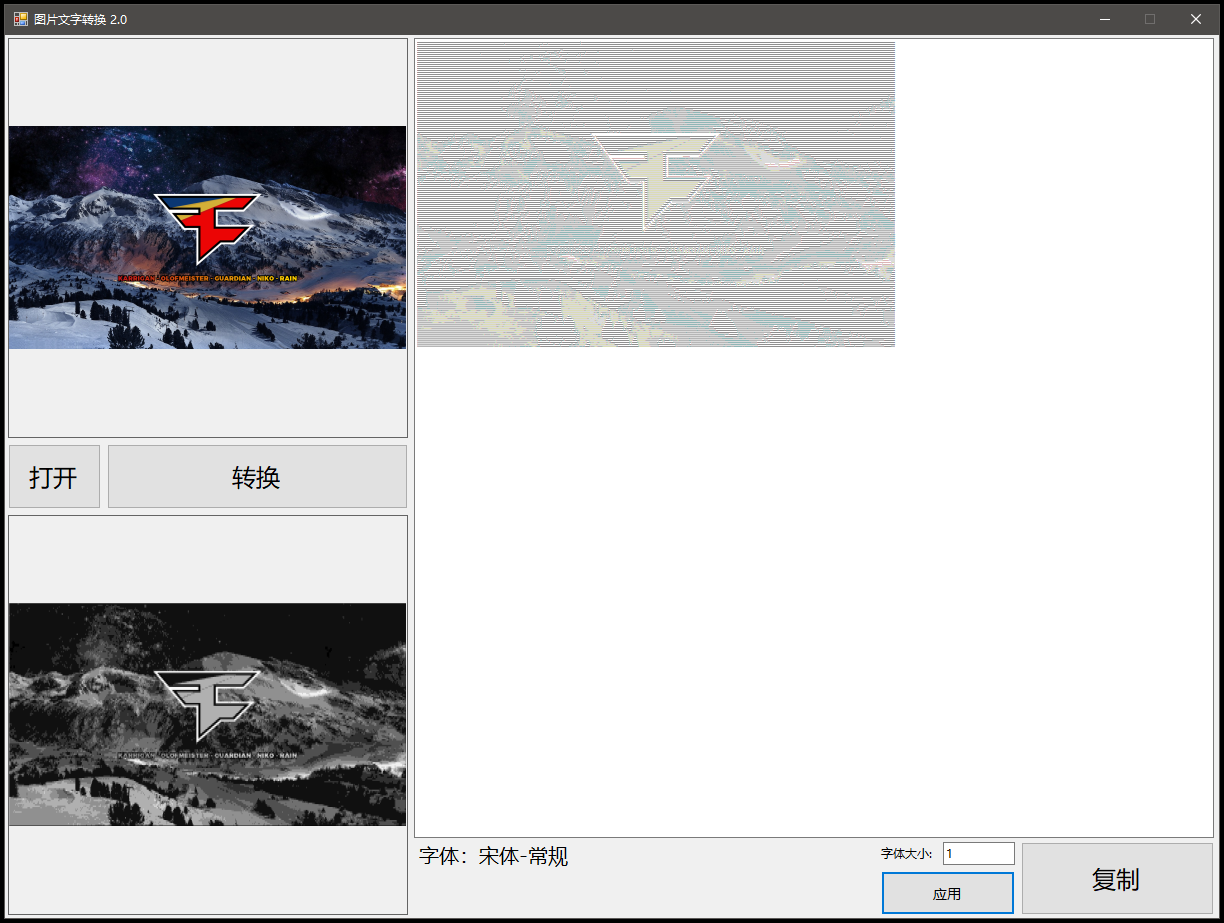 图片文字转换 2.0
KARRIGAN - OLOFMEISTER - GUARDIAN - NIKO - RAIN
打开
转换
KARRIGAN - OLOFMEISTER - GUARDIAN - NIKO - RAIN
字体：宋体-常规
字体大小:
1
应用
复制